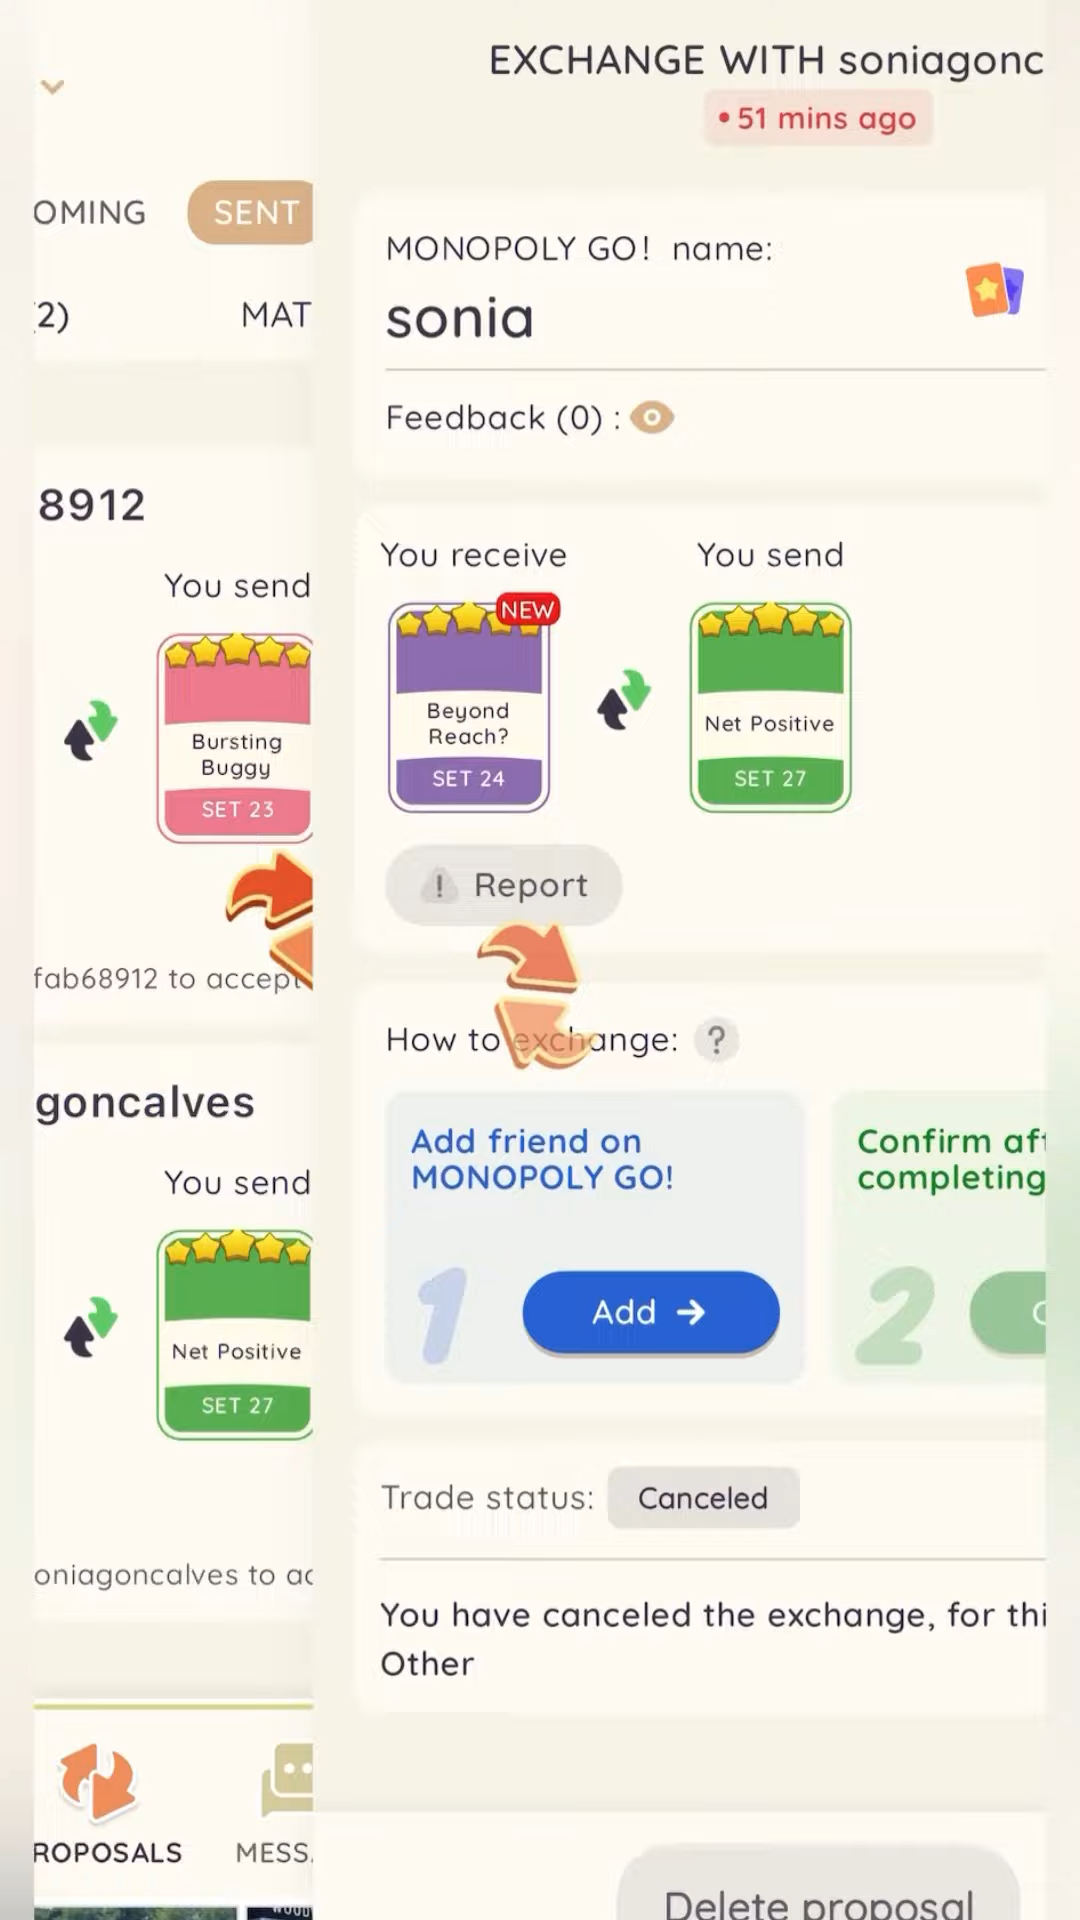 OMING
SENT
2)
MAT
8912
You send
Bursting
Buggy
SET 23
fab68912 to accept
goncalves
You send
Net Positive
SET 27
oniagoncalves to ac
ROPOSALS
MESS
EXCHANGE WITH soniagonc
• 51 mins ago
MONOPOLY GO! name:
sonia
Feedback (0) :
You receive
You send
NEW
Beyond
Reach?
SET 24
Net Positive
SET 27
! Report
How to exchange: ?
Add friend on
MONOPOLY GO!
1
Add →
Confirm aft
completing
2
Trade status: Canceled
You have canceled the exchange, for thi
Other
Delete proposal